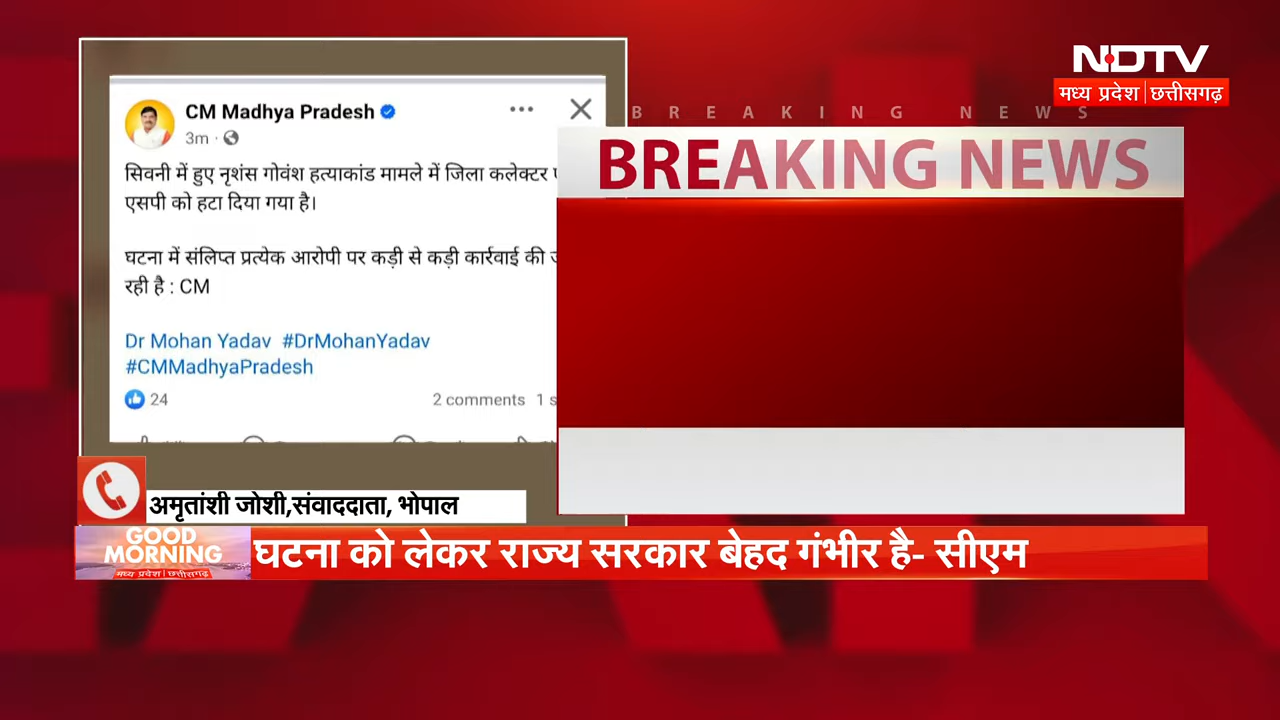 NDTV
मध्य प्रदेश छत्तीसगढ़
BREAKING NEWS
BREAKING NEWS
CM Madhya Pradesh
3m ·
सिवनी में हुए नृशंस गोवंश हत्याकांड मामले में जिला कलेक्टर
एसपी को हटा दिया गया है।
घटना में संलिप्त प्रत्येक आरोपी पर कड़ी से कड़ी कार्रवाई की
रही है : CM
Dr Mohan Yadav #DrMohanYadav
#CMMadhyaPradesh
24
2 comments 1
अमृतांशी जोशी,संवाददाता, भोपाल
GOOD
MORNING
मध्य प्रदेश छत्तीसगढ़
घटना को लेकर राज्य सरकार बेहद गंभीर है- सीएम